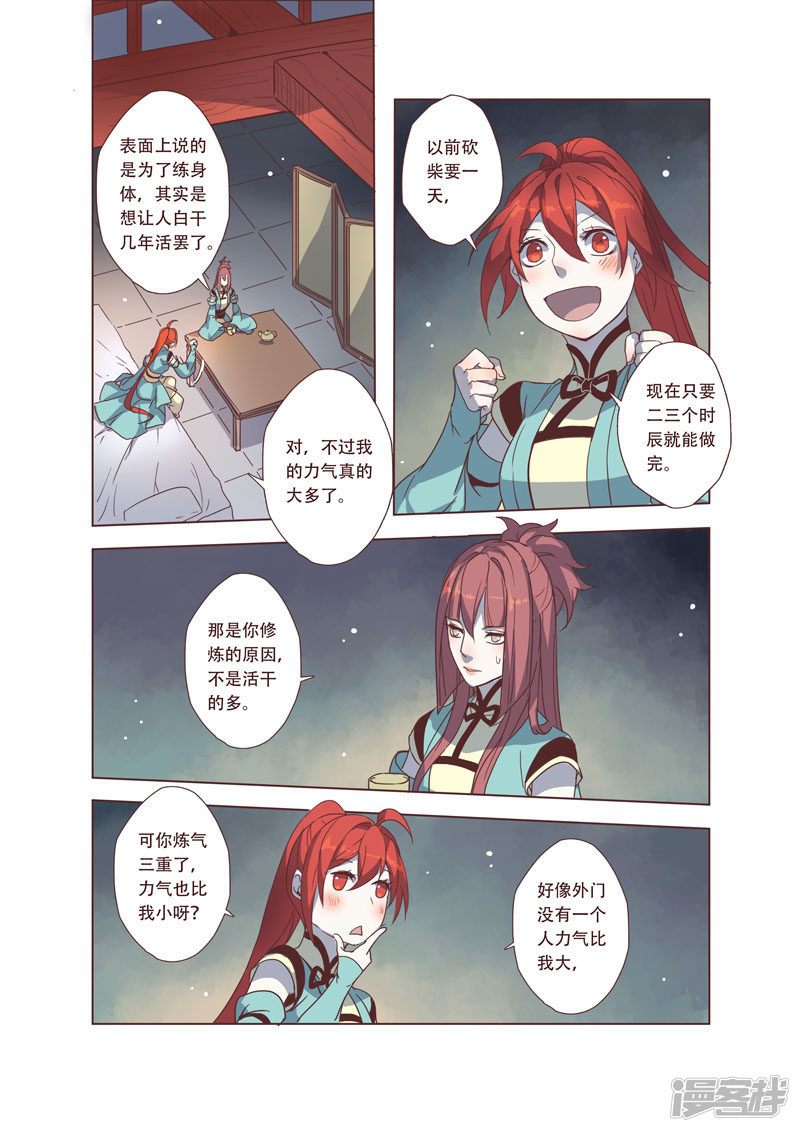 表面上说的
是为了练身
体，其实是
想让人白干
几年活罢了。
对，不过我
的力气真的
大多了。
以前砍
柴要一
天，
现在只要
二三个时
辰就能做
完。
那是你修
炼的原因，
不是活干
的多。
可你炼气
三重了，
力气也比
我小呀？
好像外门
没有一个
人力气比
我大，
漫客栈